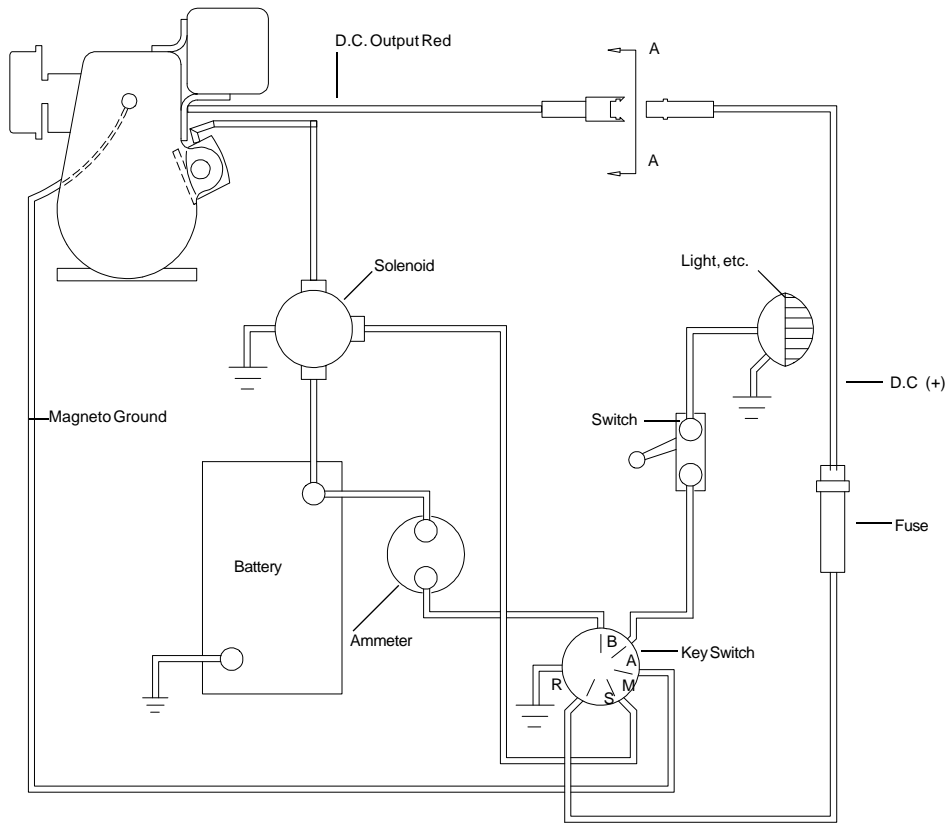 D.C. Output Red
A
A
Solenoid
Light, etc.
D.C (+)
Magneto Ground
Switch
Fuse
Battery
Ammeter
B
A
Key Switch
R
M
S